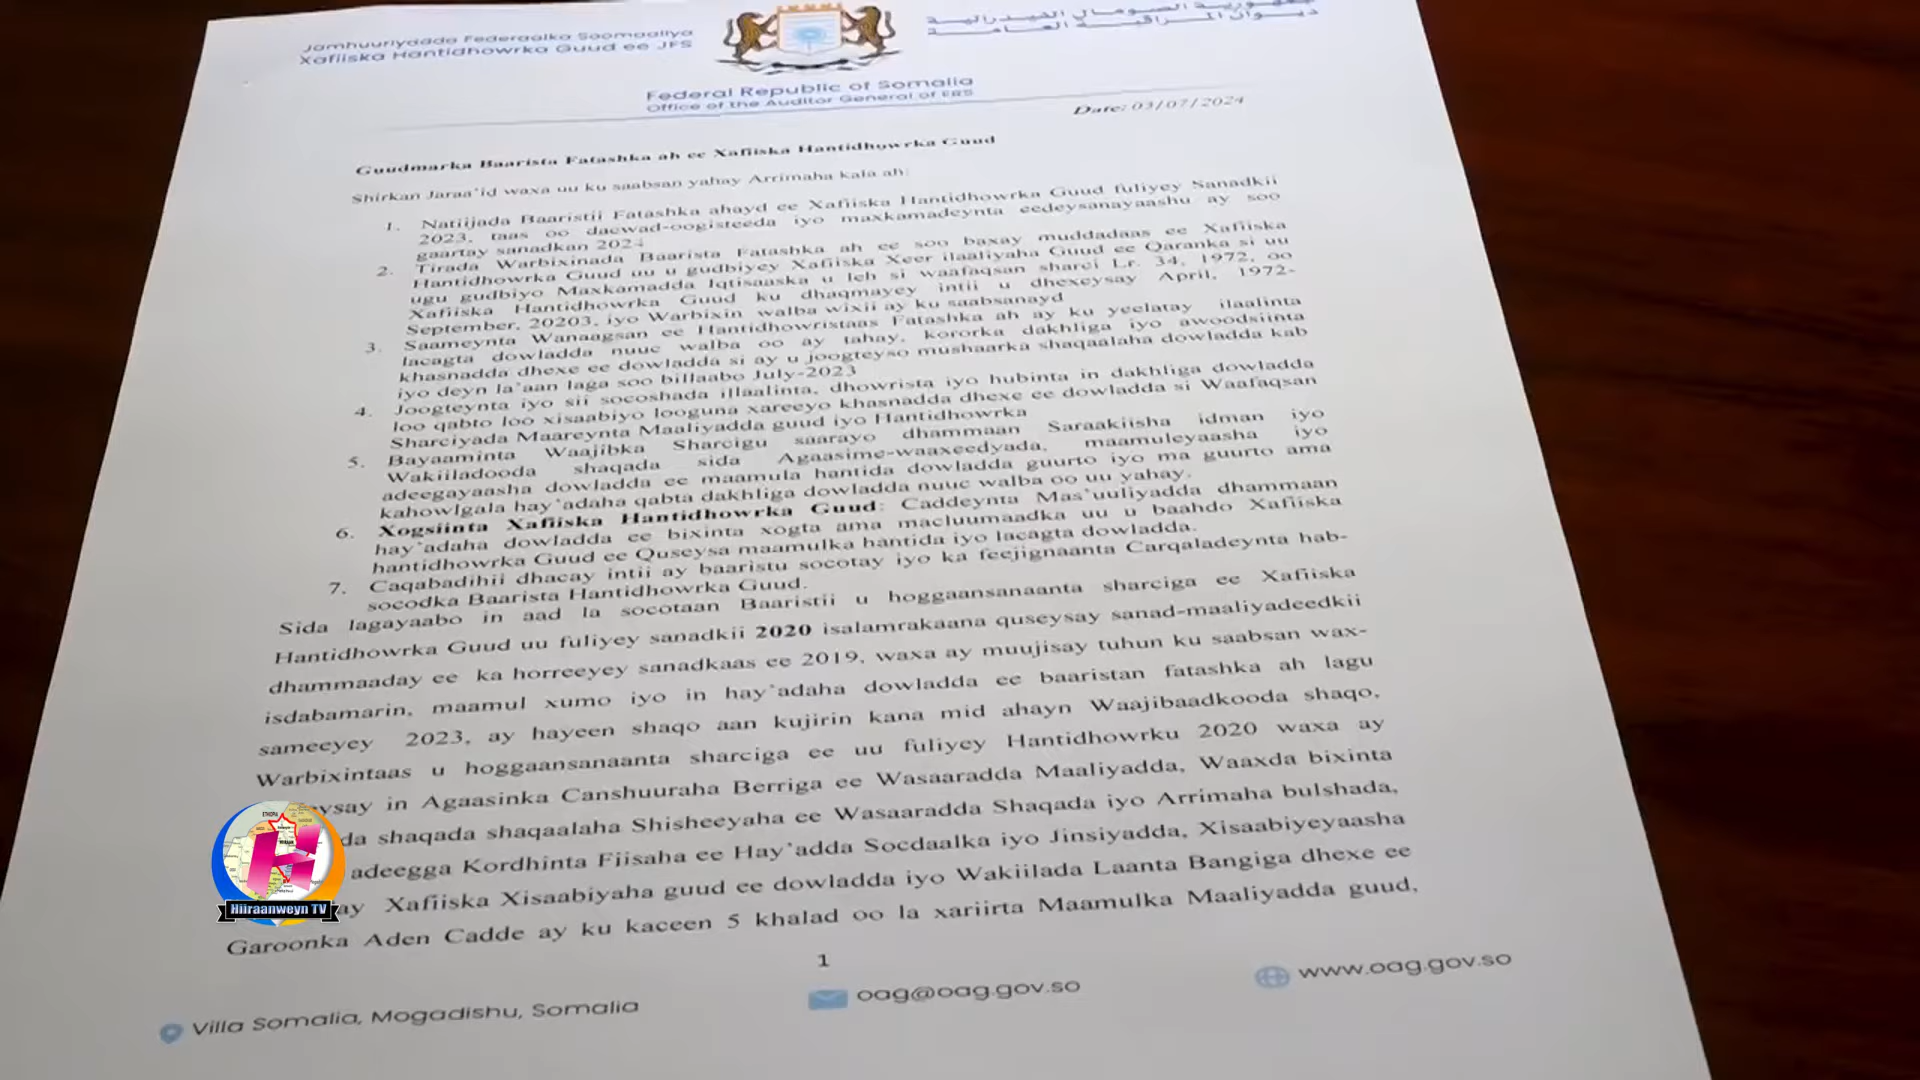 Jamhuuriyadda Federaalka Soomaaliya
Xafiiska Hantidhowrka Guud ee JFS
جمهورية الصومال الفيدرالية
ديوان المراقبة العامة
Federal Republic of Somalia
Office of the Auditor General of FRS
Date: 03/07/2024
Guudmarka Baarista Fatashka ah ee Xafiiska Hantidhowrka Guud
Shirkan Jaraa'id waxa uu ku saabsan yahay Arrimaha kala ah:
1. Natiijada Baaristii Fatashka ahayd ee Xafiiska Hantidhowrka Guud fuliyey Sanadkii
2023, taas oo dacwad-oogisteeda iyo maxkamadeynta eedeysanayaashu ay soo
gaartay sanadkan 2024
2. Tirada Warbixinada Baarista Fatashka ah ee soo baxay muddadaas ee Xafiiska
Hantidhowrka Guud uu u gudbiyey Xafiiska Xeer ilaaliyaha Guud ee Qaranka si uu
ugu gudbiyo Maxkamadda Iqtisaaska u leh si waafaqsan sharci Lr. 34, 1972, oo
Xafiiska Hantidhowrka Guud ku dhaqmayey intii u dhexeysay April, 1972-
September, 20203, iyo Warbixin walba wixii ay ku saabsanayd
3. Saameynta Wanaagsan ee Hantidhowristaas Fatashka ah ay ku yeelatay ilaalinta
lacagta dowladda nuuc walba oo ay tahay, kororka dakhliga iyo awoodsiinta
khasnadda dhexe ee dowladda si ay u joogteyso mushaarka shaqaalaha dowladda kab
iyo deyn la'aan laga soo billaabo July-2023
4. Joogteynta iyo sii socoshada illaalinta, dhowrista iyo hubinta in dakhliga dowladda
loo qabto loo xisaabiyo looguna xareeyo khasnadda dhexe ee dowladda si Waafaqsan
Sharciyada Maareynta Maaliyadda guud iyo Hantidhowrka
5. Bayaaminta Waajibka Sharcigu saarayo dhammaan Saraakiisha idman iyo
Wakiiladooda shaqada sida Agaasime-waaxeedyada, maamuleyaasha iyo
adeegayaasha dowladda ee maamula hantida dowladda guurto iyo ma guurto ama
kahowlgala hay'adaha qabta dakhliga dowladda nuuc walba oo uu yahay.
6. Xogsiinta Xafiiska Hantidhowrka Guud: Caddeynta Mas'uuliyadda dhammaan
hay'adaha dowladda ee bixinta xogta ama macluumaadka uu u baahdo Xafiiska
hantidhowrka Guud ee Quseysa maamulka hantida iyo lacagta dowladda.
7. Caqabadihii dhacay intii ay baaristu socotay iyo ka feejignaanta Carqaladeynta hab-
socodka Baarista Hantidhowrka Guud.
Sida lagayaabo in aad la socotaan Baaristii u hoggaansanaanta sharciga ee Xafiiska
Hantidhowrka Guud uu fuliyey sanadkii 2020 isalamrakaana quseysay sanad-maaliyadeedkii
dhammaaday ee ka horreeyey sanadkaas ee 2019, waxa ay muujisay tuhun ku saabsan wax-
isdabamarin, maamul xumo iyo in hay'adaha dowladda ee baaristan fatashka ah lagu
sameeyey 2023, ay hayeen shaqo aan kujirin kana mid ahayn Waajibaadkooda shaqo,
Warbixintaas u hoggaansanaanta sharciga ee uu fuliyey Hantidhowrku 2020 waxa ay
ysay in Agaasinka Canshuuraha Berriga ee Wasaaradda Maaliyadda, Waaxda bixinta
da shaqada shaqaalaha Shisheeyaha ee Wasaaradda Shaqada iyo Arrimaha bulshada,
adeegga Kordhinta Fiisaha ee Hay'adda Socdaalka iyo Jinsiyadda, Xisaabiyeyaasha
ay Xafiiska Xisaabiyaha guud ee dowladda iyo Wakiilada Laanta Bangiga dhexe ee
Garoonka Aden Cadde ay ku kaceen 5 khalad oo la xariirta Maamulka Maaliyadda guud,
1
Villa Somalia, Mogadishu, Somalia
oag@oag.gov.so
www.oag.gov.so
H
Hiiraanweyn TV